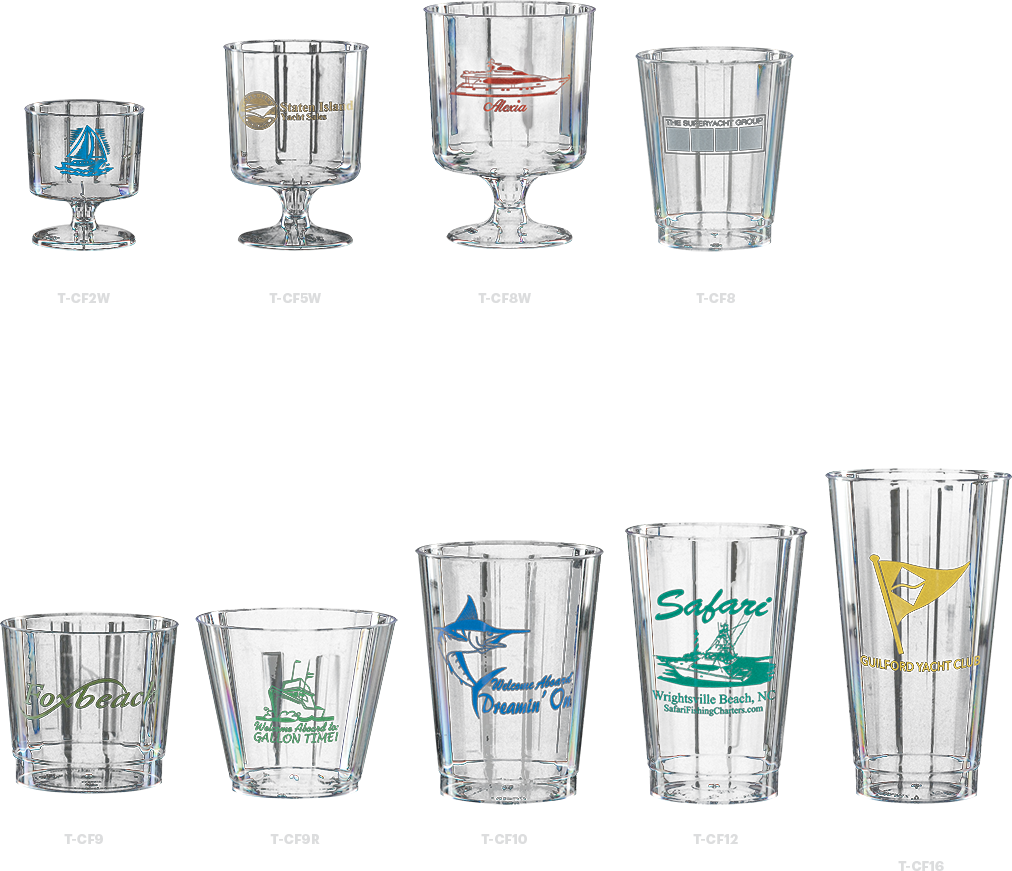 Staten Island
Yacht Sales
Alexia
THE SUPERYACHT GROUP
T-CF2W
T-CF5W
T-CF8W
T-CF8
Foxbeach
Welcome Aboard to:
GALLON TIME!
Welcome Aboard
Dreamin' On
Safari
Wrightsville Beach, NC
SafariFishingCharters.com
GUILFORD YACHT CLUB
T-CF9
T-CF9R
T-CF10
T-CF12
T-CF16